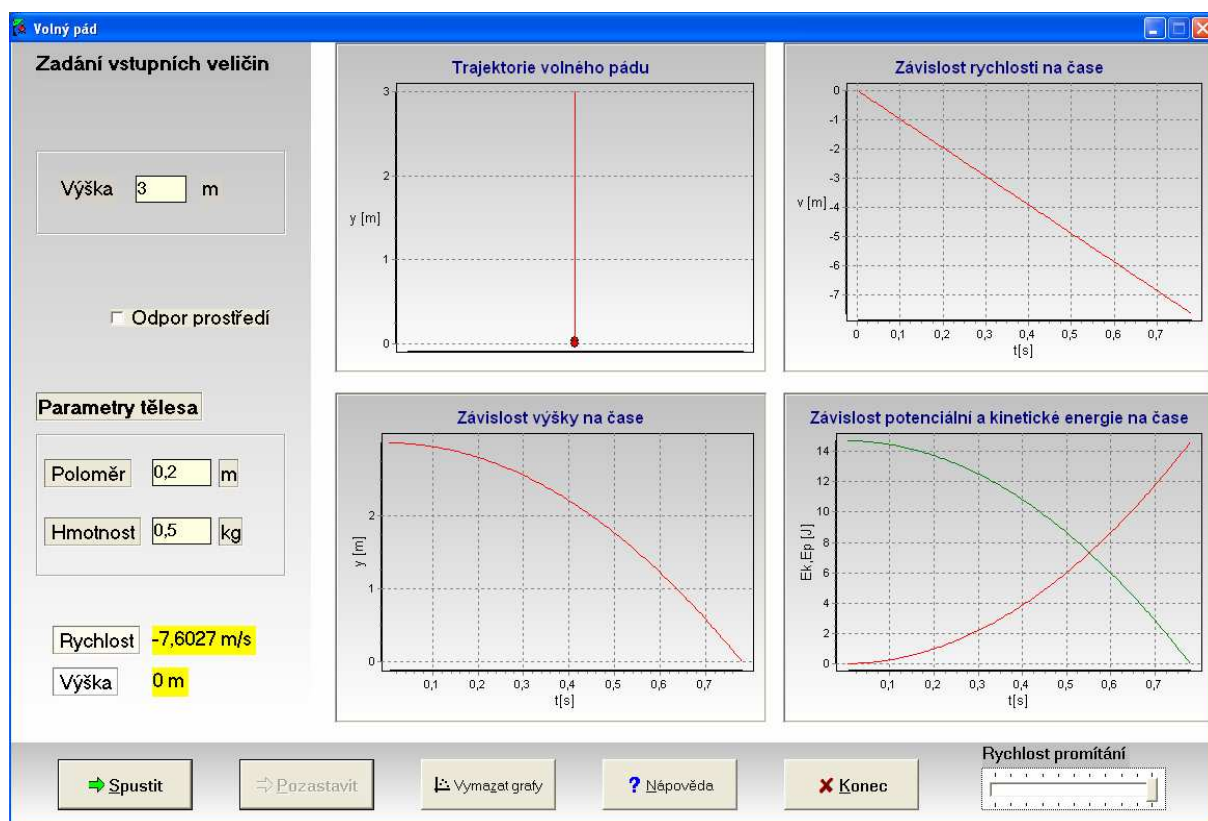 Volný pád
Zadání vstupních veličin
Výška 3 m
Odpor prostředí
Parametry tělesa
Poloměr 0,2 m
Hmotnost 0,5 kg
Rychlost -7,6027 m/s
Výška 0 m
Trajektorie volného pádu
3
2
y [m]
1
0
Závislost rychlosti na čase
0
-1
-2
-3
v [m] -4
-5
-6
-7
0 0,1 0,2 0,3 0,4 0,5 0,6 0,7
t[s]
Závislost výšky na čase
2
y [m]
1
0
0,1 0,2 0,3 0,4 0,5 0,6 0,7
t[s]
Závislost potenciální a kinetické energie na čase
14
12
10
Ek,Ep [J]
8
6
4
2
0
0,1 0,2 0,3 0,4 0,5 0,6 0,7
t[s]
Spustit
Pozastavit
Vymazat grafy
? Nápověda
Konec
Rychlost promítání